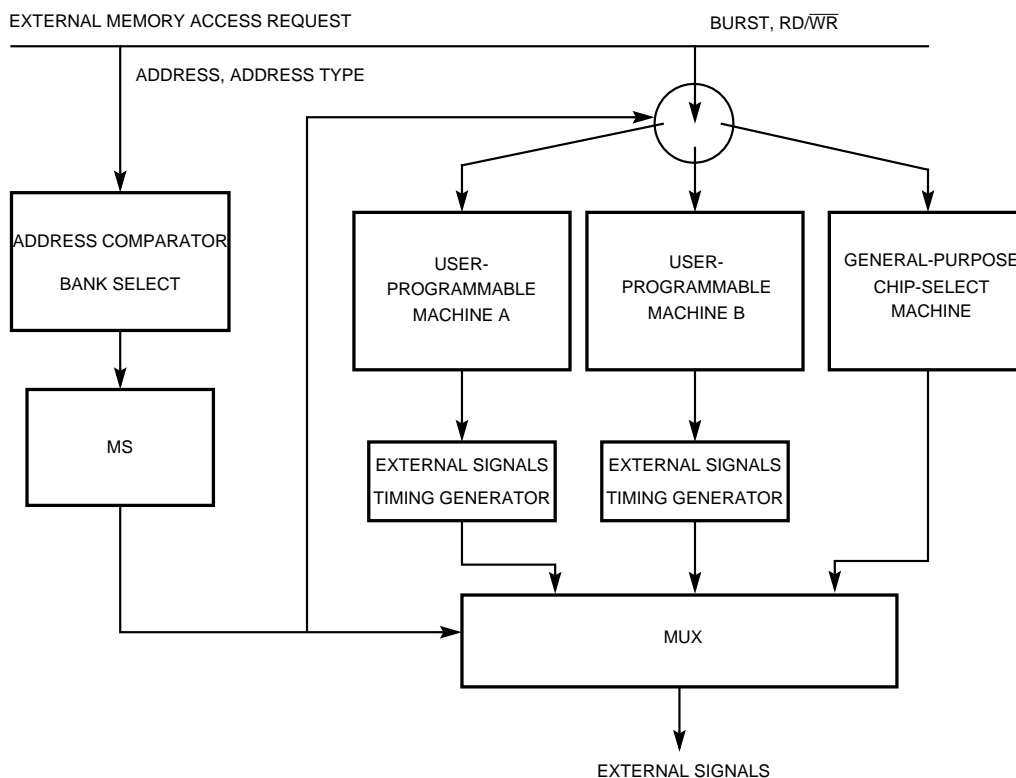 EXTERNAL MEMORY ACCESS REQUEST
BURST, RD/W̅R̅
ADDRESS, ADDRESS TYPE
ADDRESS COMPARATOR
BANK SELECT
MS
USER-
PROGRAMMABLE
MACHINE A
USER-
PROGRAMMABLE
MACHINE B
GENERAL-PURPOSE
CHIP-SELECT
MACHINE
EXTERNAL SIGNALS
TIMING GENERATOR
EXTERNAL SIGNALS
TIMING GENERATOR
MUX
EXTERNAL SIGNALS